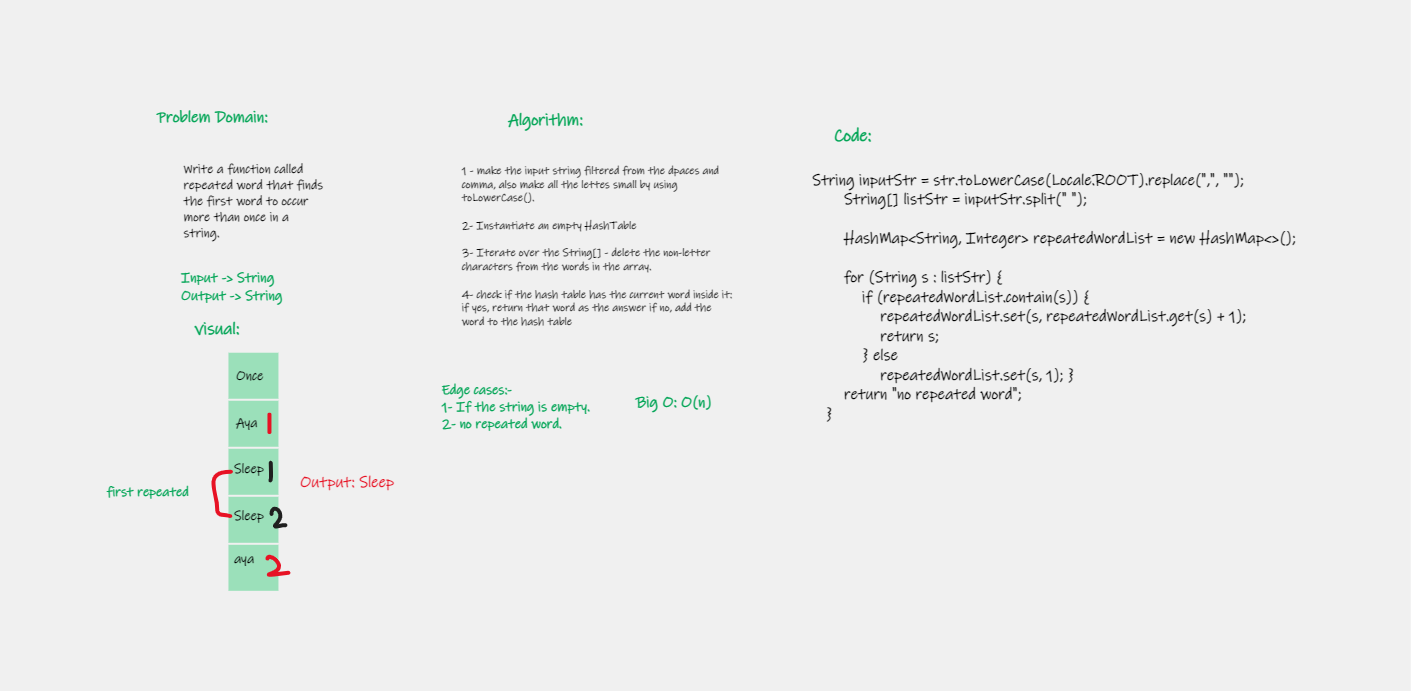 Problem Domain:
Write a function called
repeated word that finds
the first word to occur
more than once in a
string.
Input -> String
Output -> String
Visual:
Once
Aya 1
Sleep 1
first repeated
Output: Sleep
Sleep 2
aya 2
Algorithm:
1 - make the input string filtered from the dpaces and
comma, also make all the lettes small by using
toLowerCase().
2- Instantiate an empty HashTable
3- Iterate over the String[] - delete the non-letter
characters from the words in the array.
4- check if the hash table has the current word inside it:
if yes, return that word as the answer if no, add the
word to the hash table
Edge cases:-
1- If the string is empty.
2- no repeated word.
Big O: O(n)
Code:
String inputStr = str.toLowerCase(Locale.ROOT).replace(",", "");
String[] listStr = inputStr.split(" ");
HashMap<String, Integer> repeatedWordList = new HashMap<>();
for (String s : listStr) {
if (repeatedWordList.contain(s)) {
repeatedWordList.set(s, repeatedWordList.get(s) + 1);
return s;
} else
repeatedWordList.set(s, 1); }
return "no repeated word";
}